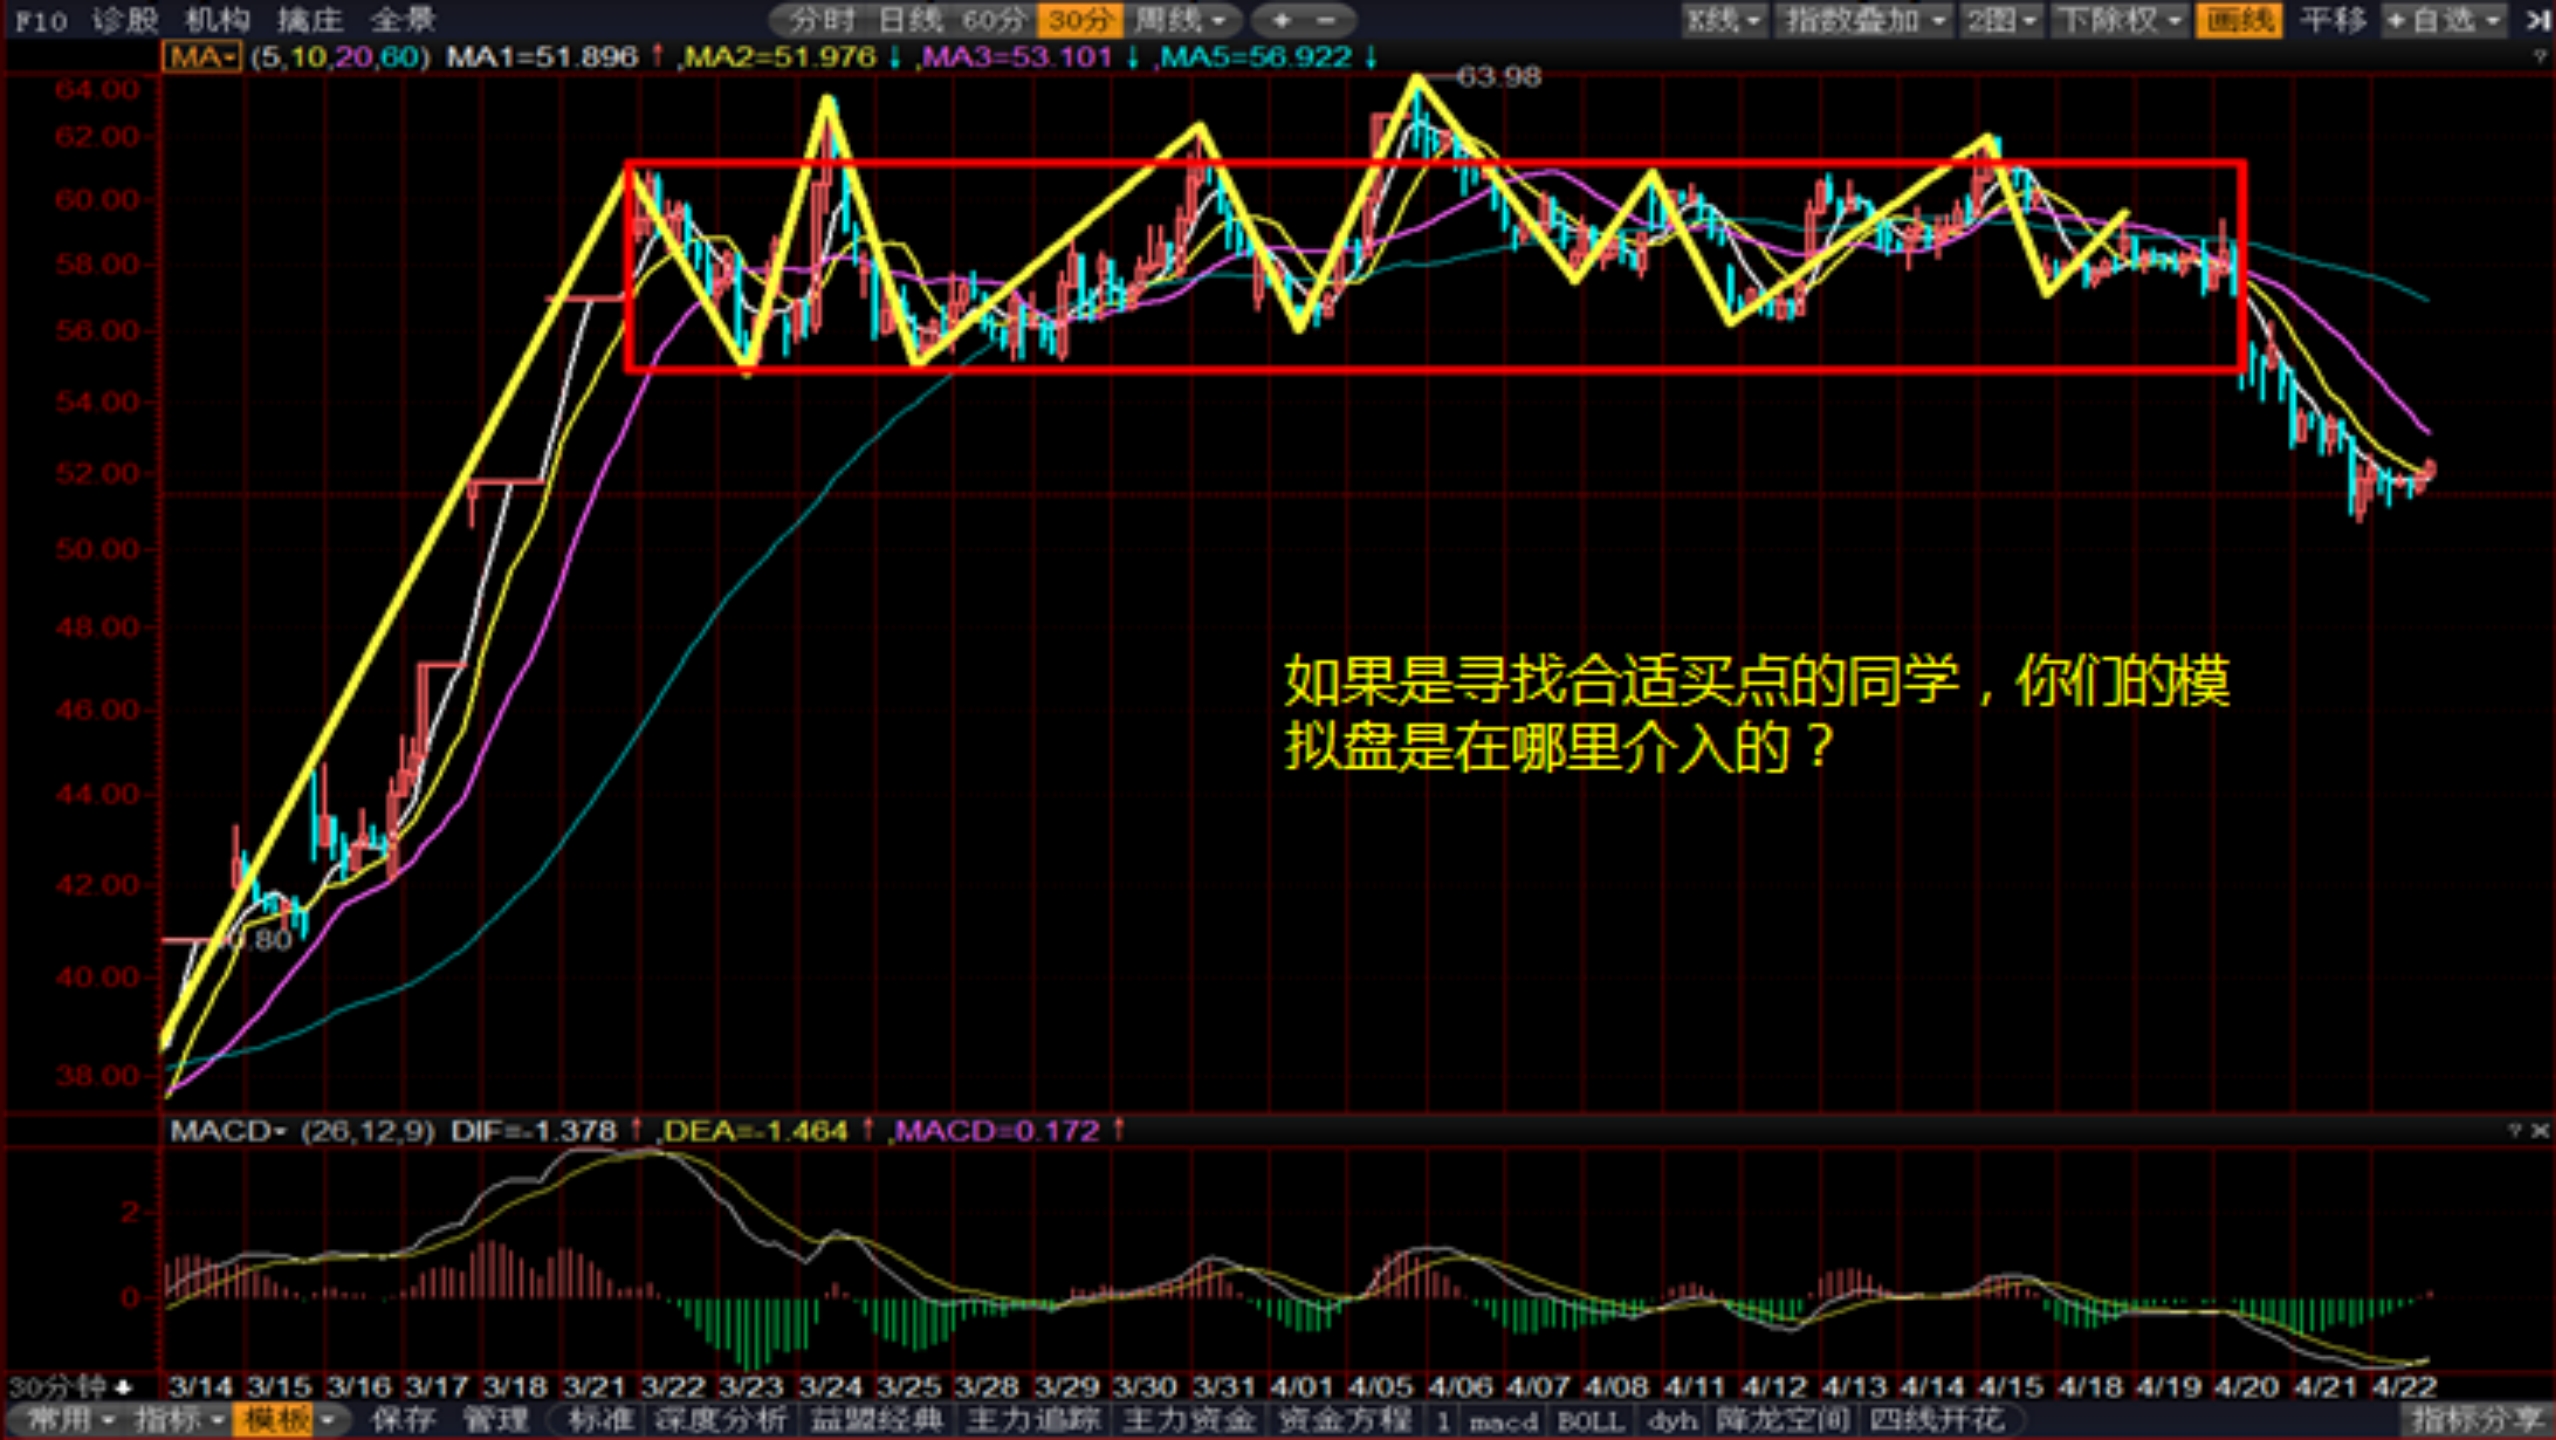 F10 诊股 机构 擒庄 全景 分时 日线 60分 30分 周线 + - K线 指数叠加 2图 下除权 画线 平移 +自选
MA (5,10,20,60) MA1=51.896 ↑ ,MA2=51.976 ↓ ,MA3=53.101 ↓ ,MA5=56.922 ↓ ?
63.98
64.00
62.00
60.00
58.00
56.00
54.00
52.00
50.00
48.00
如果是寻找合适买点的同学，你们的模
拟盘是在哪里介入的？
46.00
44.00
42.00
.80
40.00
38.00
MACD (26,12,9) DIF=-1.378 ↑ ,DEA=-1.464 ↑ ,MACD=0.172 ↑ ? ×
2
0
30分钟 3/14 3/15 3/16 3/17 3/18 3/21 3/22 3/23 3/24 3/25 3/28 3/29 3/30 3/31 4/01 4/05 4/06 4/07 4/08 4/11 4/12 4/13 4/14 4/15 4/18 4/19 4/20 4/21 4/22
常用 指标 模板 保存 管理 标准 深度分析 益盟经典 主力追踪 主力资金 资金方程 1 macd BOLL dyh 降龙空间 四线开花 指标分享